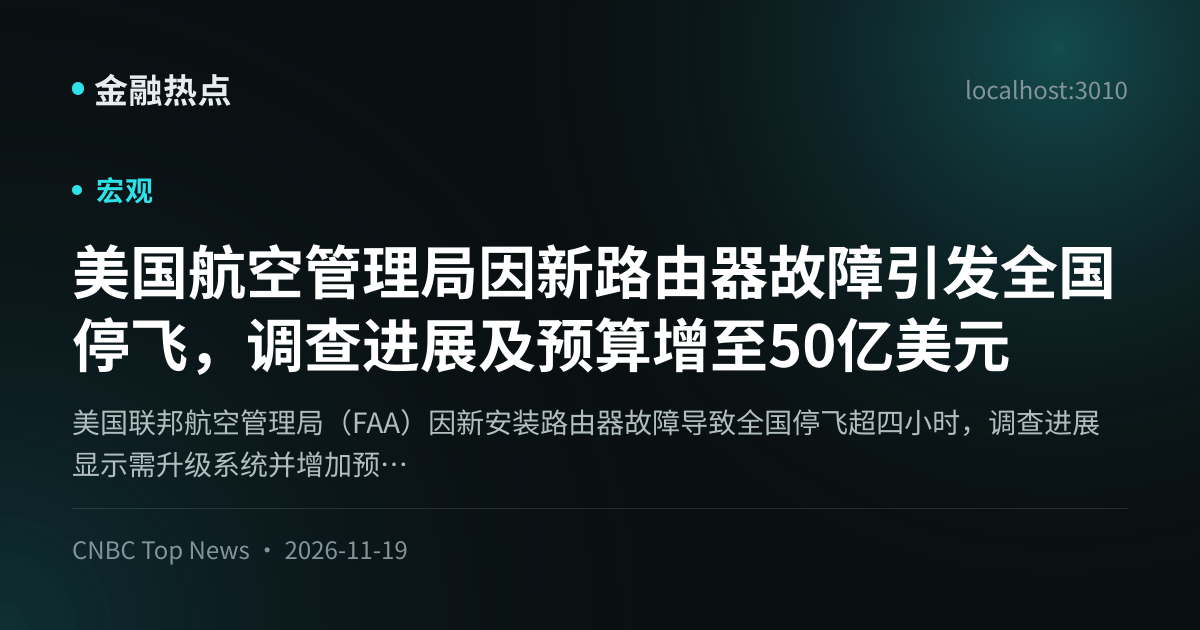 金融热点
localhost:3010
宏观
美国航空管理局因新路由器故障引发全国
停飞，调查进展及预算增至50亿美元
美国联邦航空管理局（FAA）因新安装路由器故障导致全国停飞超四小时，调查进展
显示需升级系统并增加预…
CNBC Top News • 2026-11-19